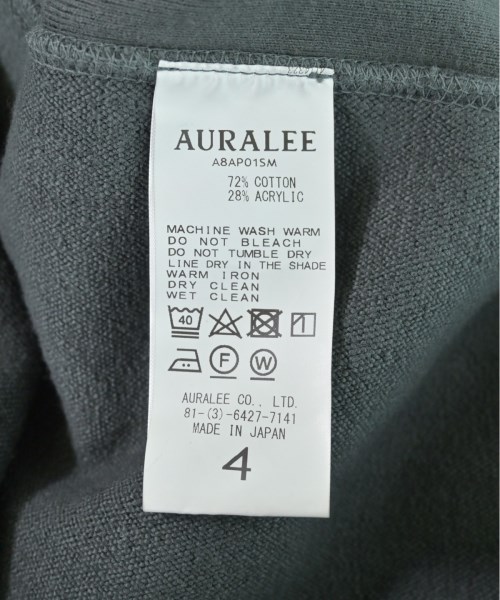 AURALEE
A8AP01SM
72% COTTON
28% ACRYLIC
MACHINE WASH WARM
DO NOT BLEACH
DO NOT TUMBLE DRY
LINE DRY IN THE SHADE
WARM IRON
DRY CLEAN
WET CLEAN
40
F W
AURALEE CO., LTD.
81-(3)-6427-7141
MADE IN JAPAN
4